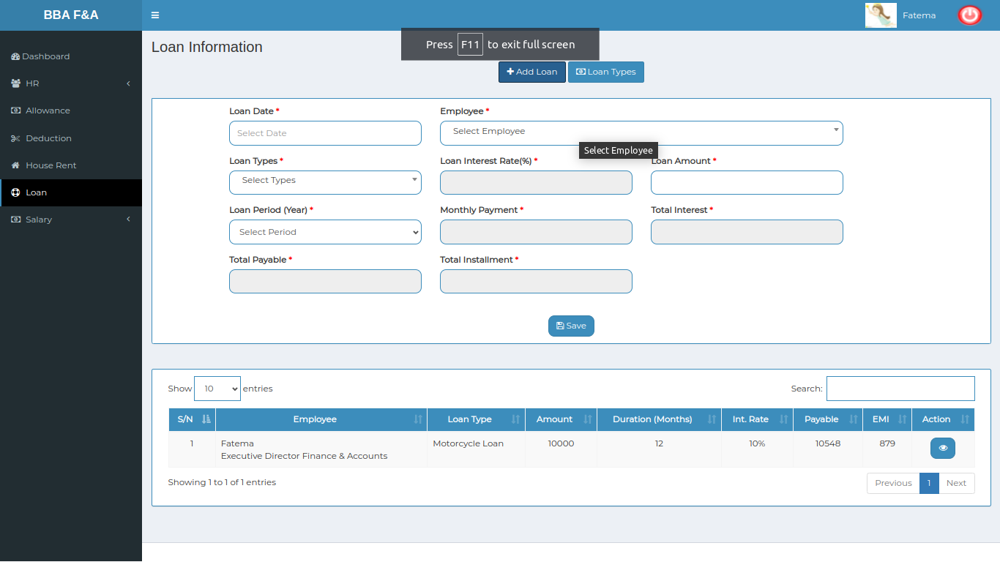 BBA F&A
Fatema
Press F11 to exit full screen
Dashboard
HR
Allowance
Deduction
House Rent
Loan
Salary
Loan Information
Add Loan
Loan Types
Loan Date *
Employee *
Select Date
Select Employee
Select Employee
Loan Types *
Loan Interest Rate(%) *
Loan Amount *
Select Types
Loan Period (Year) *
Monthly Payment *
Total Interest *
Select Period
Total Payable *
Total Installment *
Save
Show 10 entries
Search:
S/N Employee Loan Type Amount Duration (Months) Int. Rate Payable EMI Action
1 Fatema Motorcycle Loan 10000 12 10% 10548 879
Executive Director Finance & Accounts
Showing 1 to 1 of 1 entries
Previous 1 Next